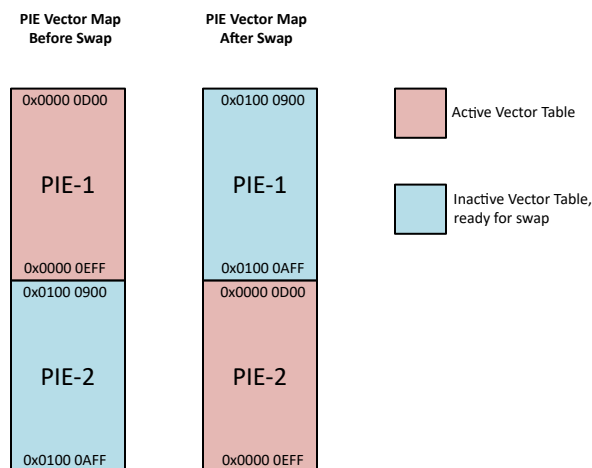 PIE Vector Map
Before Swap
PIE Vector Map
After Swap
0x0000 0D00
PIE-1
0x0000 0EFF
0x0100 0900
PIE-2
0x0100 0AFF
0x0100 0900
PIE-1
0x0100 0AFF
0x0000 0D00
PIE-2
0x0000 0EFF
Active Vector Table
Inactive Vector Table,
ready for swap